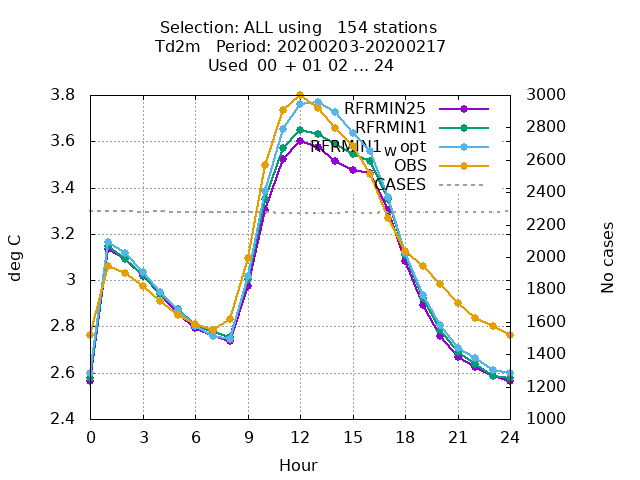 Selection: ALL using   154 stations
Td2m   Period: 20200203-20200217
Used  00 + 01 02 ... 24
3.8
3.6
3.4
3.2
3
2.8
2.6
2.4
deg C
3000
2800
2600
2400
2200
2000
1800
1600
1400
1200
1000
No cases
RFRMIN25
RFRMIN1
RFRMIN1w opt
OBS
CASES
0
3
6
9
12
15
18
21
24
Hour